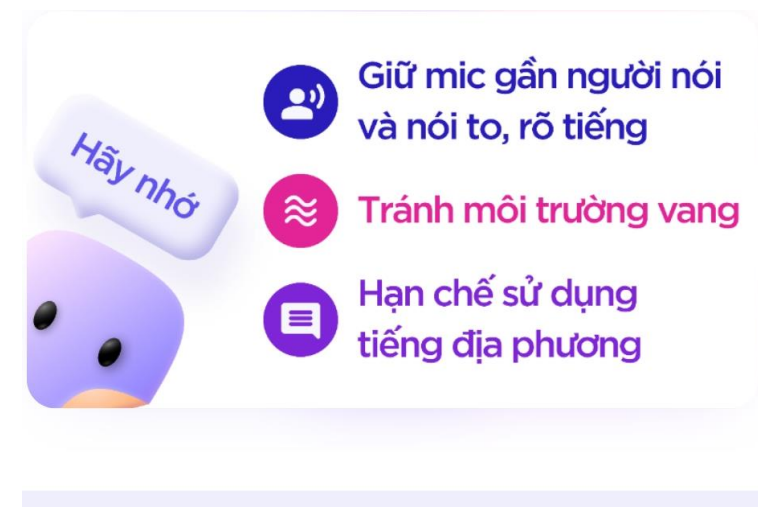 Hãy nhớ
Giữ mic gần người nói
và nói to, rõ tiếng
Tránh môi trường vang
Hạn chế sử dụng
tiếng địa phương